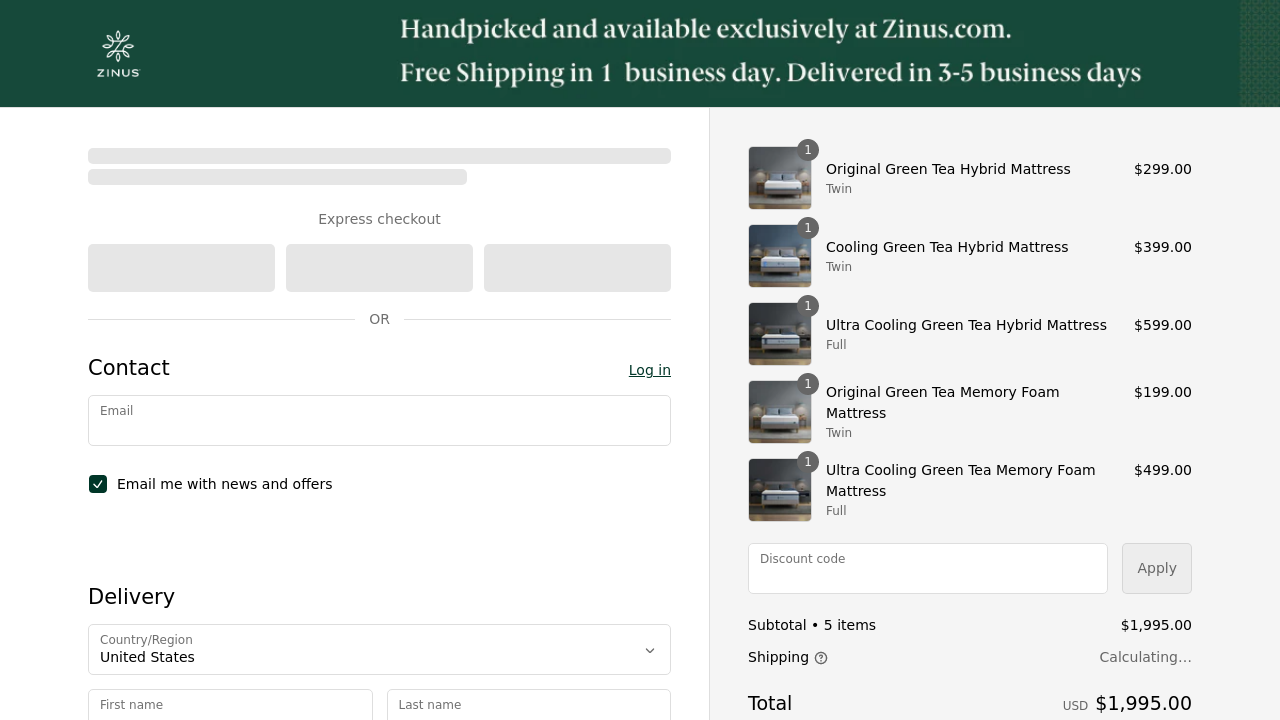 ZINUS
Handpicked and available exclusively at Zinus.com.
Free Shipping in 1 business day. Delivered in 3-5 business days
Express checkout
OR
Contact
Log in
Email
Email me with news and offers
Delivery
Country/Region
United States
First name
Last name
1
Original Green Tea Hybrid Mattress
$299.00
Twin
1
Cooling Green Tea Hybrid Mattress
$399.00
Twin
1
Ultra Cooling Green Tea Hybrid Mattress
$599.00
Full
1
Original Green Tea Memory Foam
Mattress
$199.00
Twin
1
Ultra Cooling Green Tea Memory Foam
Mattress
$499.00
Full
Discount code
Apply
Subtotal • 5 items
$1,995.00
Shipping
Calculating…
Total
USD $1,995.00